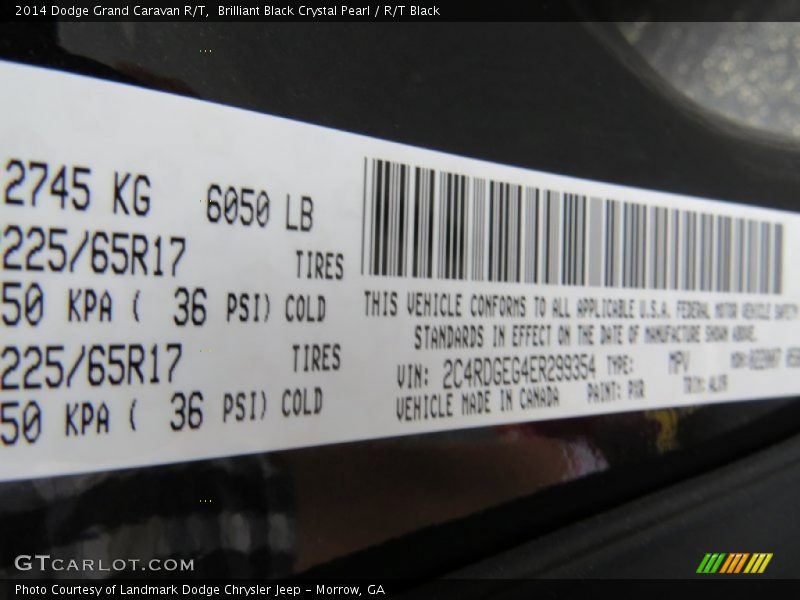 2014 Dodge Grand Caravan R/T,  Brilliant Black Crystal Pearl / R/T Black
2745 KG 6050 LB
225/65R17 TIRES
50 KPA ( 36 PSI) COLD
225/65R17 TIRES
50 KPA ( 36 PSI) COLD
THIS VEHICLE CONFORMS TO ALL APPLICABLE U.S.A. FEDERAL MOTOR VEHICLE SAFETY
STANDARDS IN EFFECT ON THE DATE OF MANUFACTURE SHOWN ABOVE.
VIN: 2C4RDGEG4ER299354 TYPE: MPV MDH:
VEHICLE MADE IN CANADA PAINT: PXR TRIM:
GTCARLOT.COM
Photo Courtesy of Landmark Dodge Chrysler Jeep - Morrow, GA